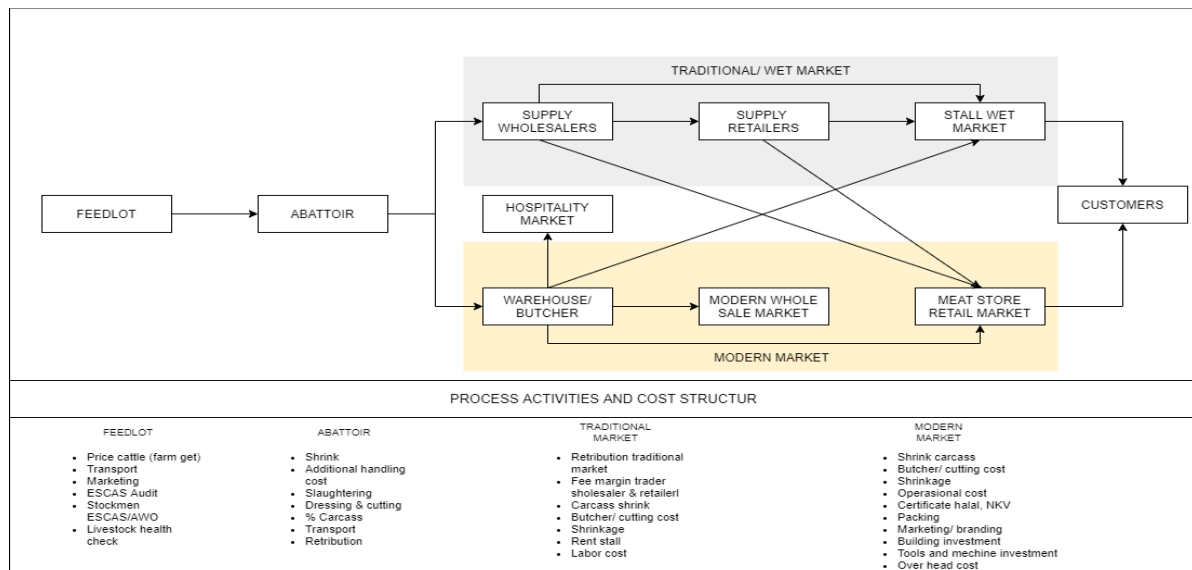 TRADITIONAL/ WET MARKET
SUPPLY
WHOLESALERS
SUPPLY
RETAILERS
STALL WET
MARKET
FEEDLOT
ABATTOIR
HOSPITALITY
MARKET
CUSTOMERS
WAREHOUSE/
BUTCHER
MODERN WHOLE
SALE MARKET
MEAT STORE
RETAIL MARKET
MODERN MARKET
PROCESS ACTIVITIES AND COST STRUCTUR
FEEDLOT
• Price cattle (farm get)
• Transport
• Marketing
• ESCAS Audit
• Stockmen
ESCAS/AWO
• Livestock health
check
ABATTOIR
• Shrink
• Additional handling
cost
• Slaughtering
• Dressing & cutting
• % Carcass
• Transport
• Retribution
TRADITIONAL
MARKET
• Retribution traditional
market
• Fee margin trader
sholesaler & retailerl
• Carcass shrink
• Butcher/ cutting cost
• Shrinkage
• Rent stall
• Labor cost
MODERN
MARKET
• Shrink carcass
• Butcher/ cutting cost
• Shrinkage
• Operasional cost
• Certificate halal, NKV
• Packing
• Marketing/ branding
• Building investment
• Tools and mechine investment
• Over head cost